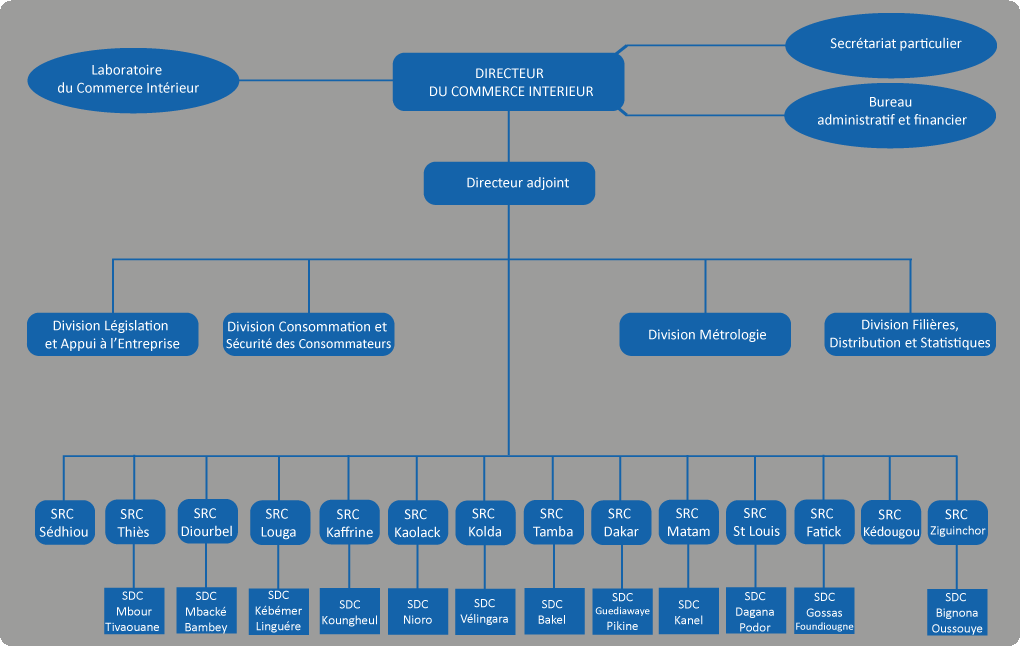 Laboratoire
du Commerce Intérieur
DIRECTEUR
DU COMMERCE INTERIEUR
Secrétariat particulier
Bureau
administratif et financier
Directeur adjoint
Division Législation
et Appui à l'Entreprise
Division Consommation et
Sécurité des Consommateurs
Division Métrologie
Division Filières,
Distribution et Statistiques
SRC
Sédhiou
SRC
Thiès
SRC
Diourbel
SRC
Louga
SRC
Kaffrine
SRC
Kaolack
SRC
Kolda
SRC
Tamba
SRC
Dakar
SRC
Matam
SRC
St Louis
SRC
Fatick
SRC
Kédougou
SRC
Ziguinchor
SDC
Mbour
Tivaouane
SDC
Mbacké
Bambey
SDC
Kébémer
Linguére
SDC
Koungheul
SDC
Nioro
SDC
Vélingara
SDC
Bakel
SDC
Guediawaye
Pikine
SDC
Kanel
SDC
Dagana
Podor
SDC
Gossas
Foundiougne
SDC
Bignona
Oussouye